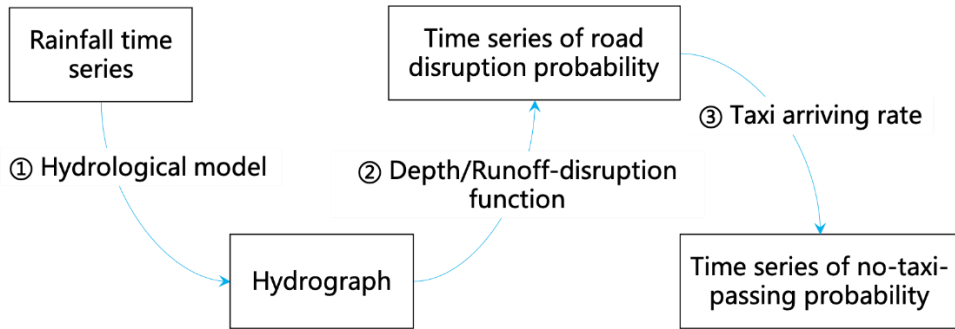 Rainfall time
series
① Hydrological model
Hydrograph
② Depth/Runoff-disruption
function
Time series of road
disruption probability
③ Taxi arriving rate
Time series of no-taxi-
passing probability